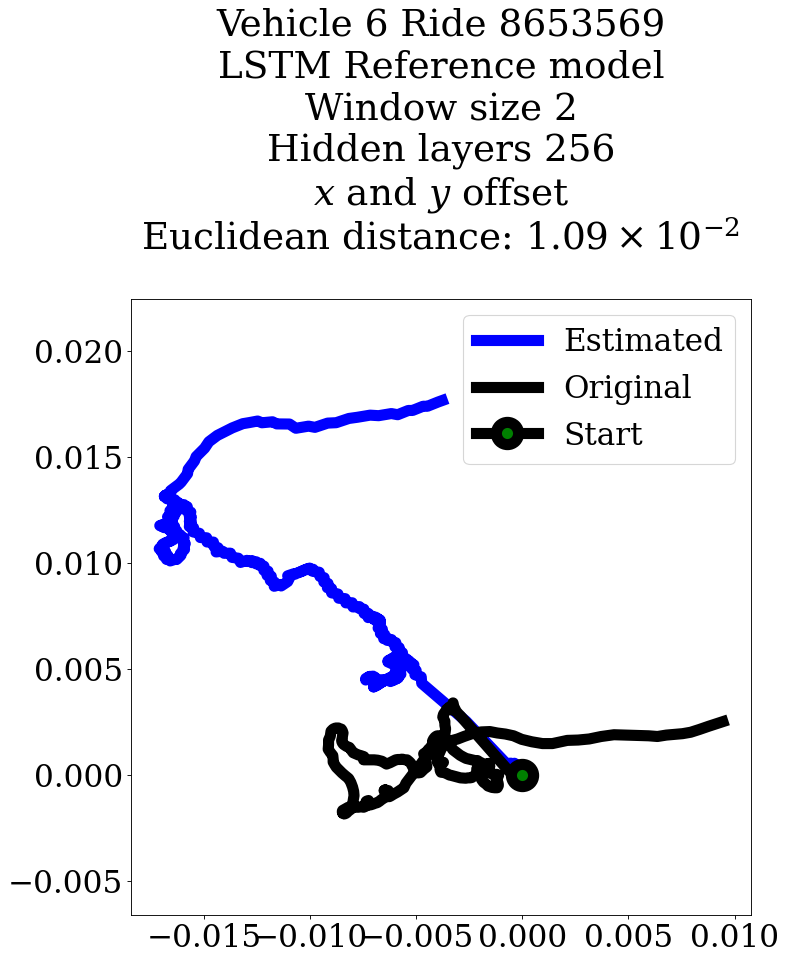 Vehicle 6 Ride 8653569
LSTM Reference model
Window size 2
Hidden layers 256
x and y offset
Euclidean distance: 1.09 × 10⁻²
Estimated
Original
Start
0.020
0.015
0.010
0.005
0.000
−0.005
−0.015 −0.010 −0.005 0.000 0.005 0.010